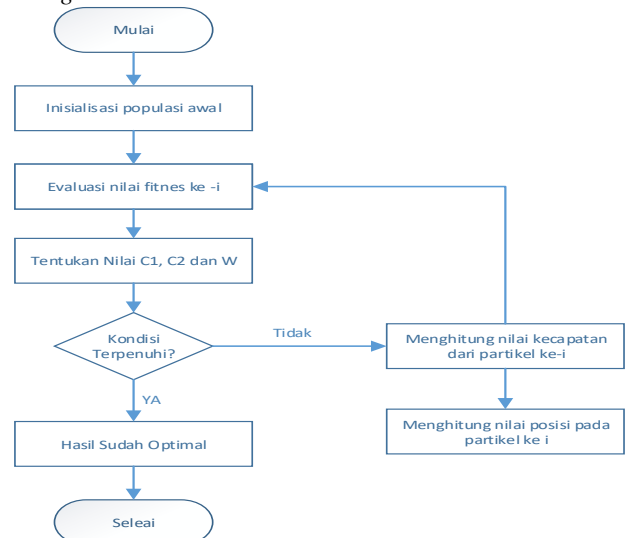 Mulai
Inisialisasi populasi awal
Evaluasi nilai fitnes ke -i
Tentukan Nilai C1, C2 dan W
Kondisi
Terpenuhi?
Tidak
Menghitung nilai kecapatan
dari partikel ke-i
YA
Menghitung nilai posisi pada
partikel ke i
Hasil Sudah Optimal
Seleai